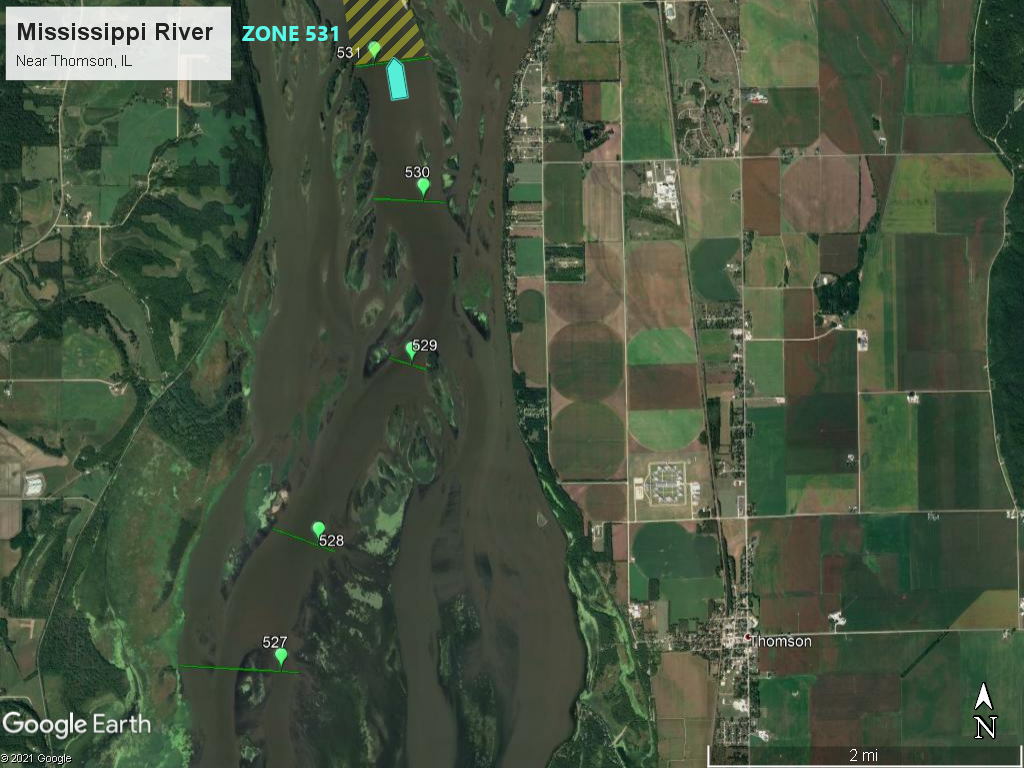 Mississippi River
Near Thomson, IL
ZONE 531
531
530
529
528
527
Thomson
N
2 mi
Google Earth
© 2021 Google